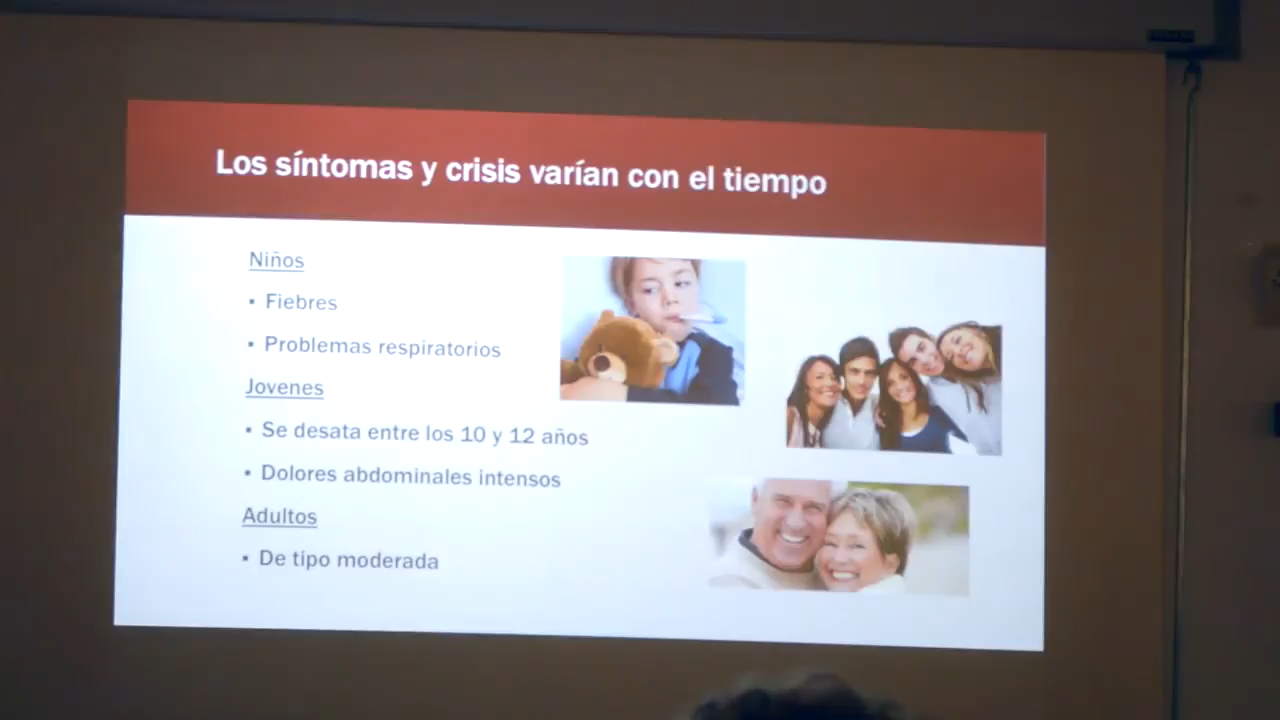 Los síntomas y crisis varían con el tiempo
Niños
▪ Fiebres
▪ Problemas respiratorios
Jovenes
▪ Se desata entre los 10 y 12 años
▪ Dolores abdominales intensos
Adultos
▪ De tipo moderada